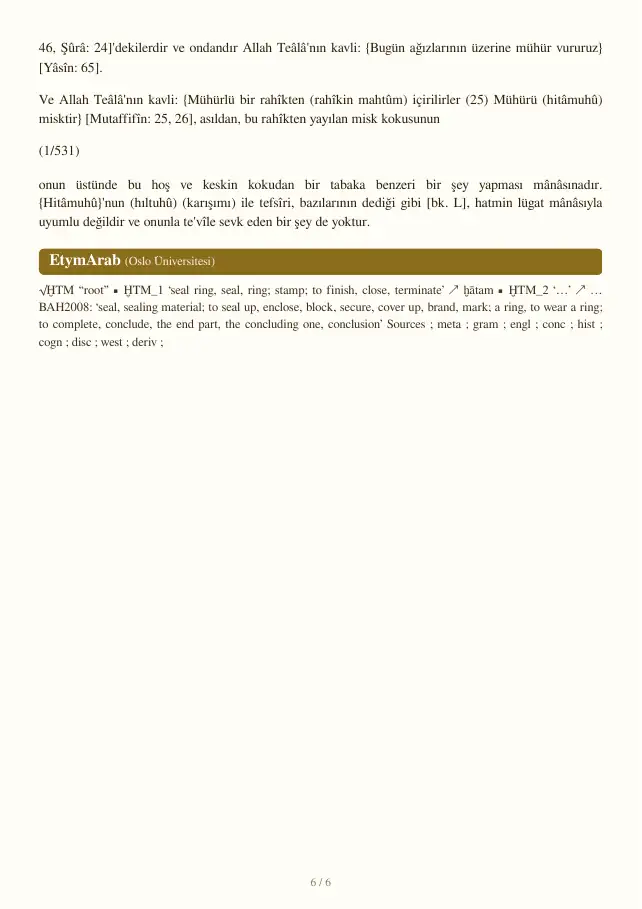 46, Şûrâ: 24]'dekilerdir ve ondandır Allah Teâlâ'nın kavli: {Bugün ağızlarının üzerine mühür vururuz}
[Yâsîn: 65].
Ve Allah Teâlâ'nın kavli: {Mühürlü bir rahîkten (rahîkin mahtûm) içirilirler (25) Mühürü (hitâmuhû)
misktir} [Mutaffifîn: 25, 26], asıldan, bu rahîkten yayılan misk kokusunun
(1/531)
onun üstünde bu hoş ve keskin kokudan bir tabaka benzeri bir şey yapması mânâsınadır.
{Hitâmuhû}'nun (hıltuhû) (karışımı) ile tefsîri, bazılarının dediği gibi [bk. L], hatmin lügat mânâsıyla
uyumlu değildir ve onunla te'vîle sevk eden bir şey de yoktur.
EtymArab (Oslo Üniversitesi)
√ḪTM “root” ▪ ḪTM_1 ‘seal ring, seal, ring; stamp; to finish, close, terminate’ ↗ ḫātam ▪ ḪTM_2 ‘…’ ↗ …
BAH2008: ‘seal, sealing material; to seal up, enclose, block, secure, cover up, brand, mark; a ring, to wear a ring;
to complete, conclude, the end part, the concluding one, conclusion’ Sources ; meta ; gram ; engl ; conc ; hist ;
cogn ; disc ; west ; deriv ;
6 / 6